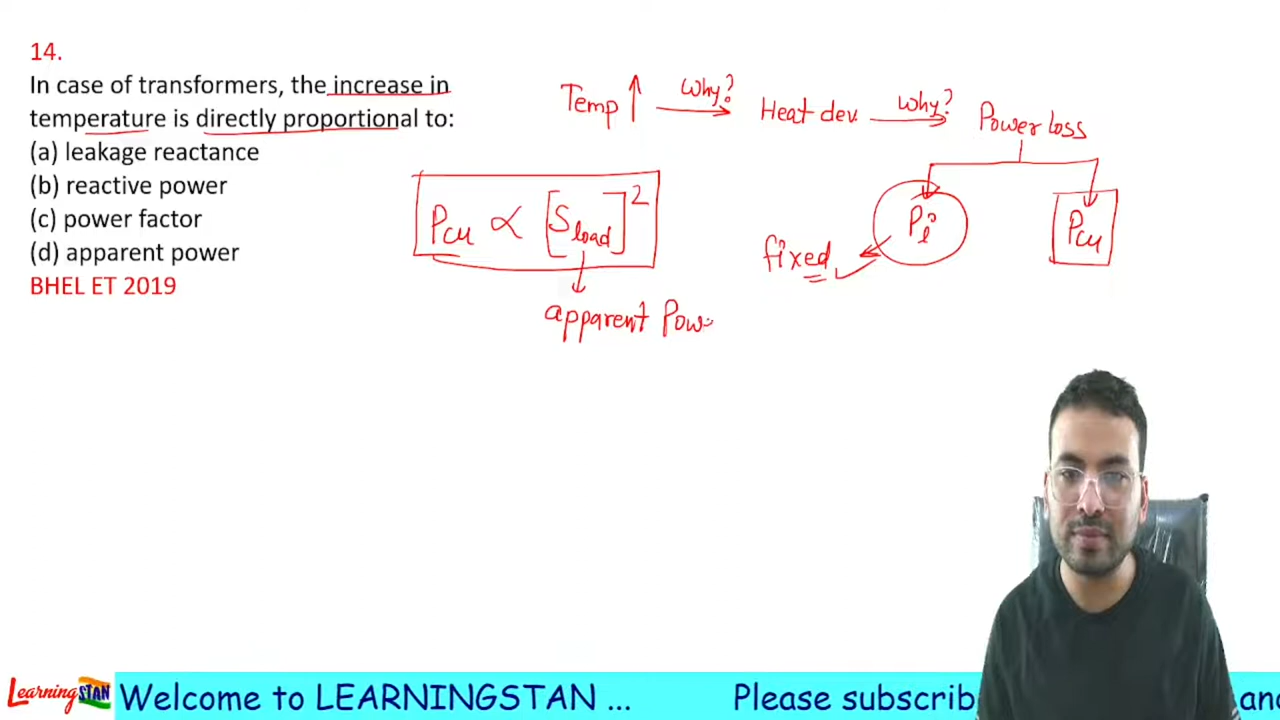 14.
In case of transformers, the increase in
temperature is directly proportional to:
(a) leakage reactance
(b) reactive power
(c) power factor
(d) apparent power
BHEL ET 2019
Temp ↑ Why? → Heat dev. Why? → Power loss
Pi Pcu
fixed
Pcu ∝ [Sload]²
apparent Pow
LearningSTAN Welcome to LEARNINGSTAN ... Please subscrib and